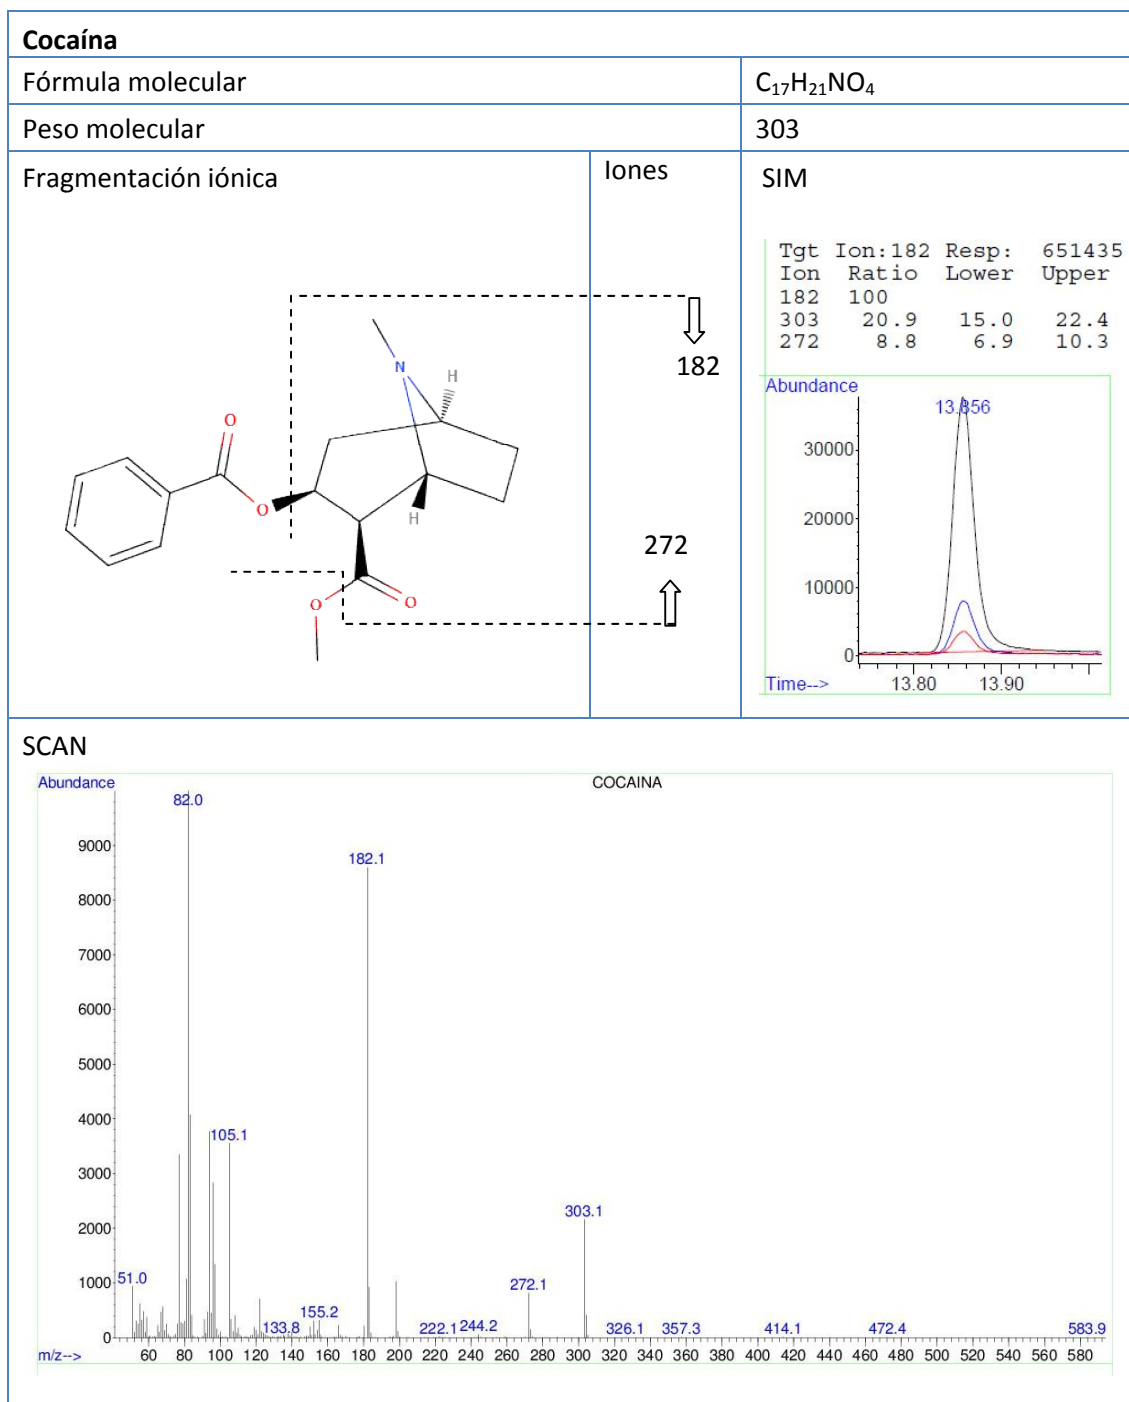 Cocaína
Fórmula molecular C₁₇H₂₁NO₄
Peso molecular 303
Fragmentación iónica Iones SIM
Tgt Ion:182 Resp: 651435
Ion Ratio Lower Upper
182 100
303 20.9 15.0 22.4
272 8.8 6.9 10.3
N
H
O
O
H
O
O
182
272
Abundance
13.856
30000
20000
10000
0
Time--> 13.80 13.90
SCAN
Abundance COCAINA
82.0
9000
182.1
8000
7000
6000
5000
4000
105.1
3000
303.1
2000
272.1
1000
51.0
155.2
133.8 222.1 244.2 326.1 357.3 414.1 472.4 583.9
0
m/z--> 60 80 100 120 140 160 180 200 220 240 260 280 300 320 340 360 380 400 420 440 460 480 500 520 540 560 580